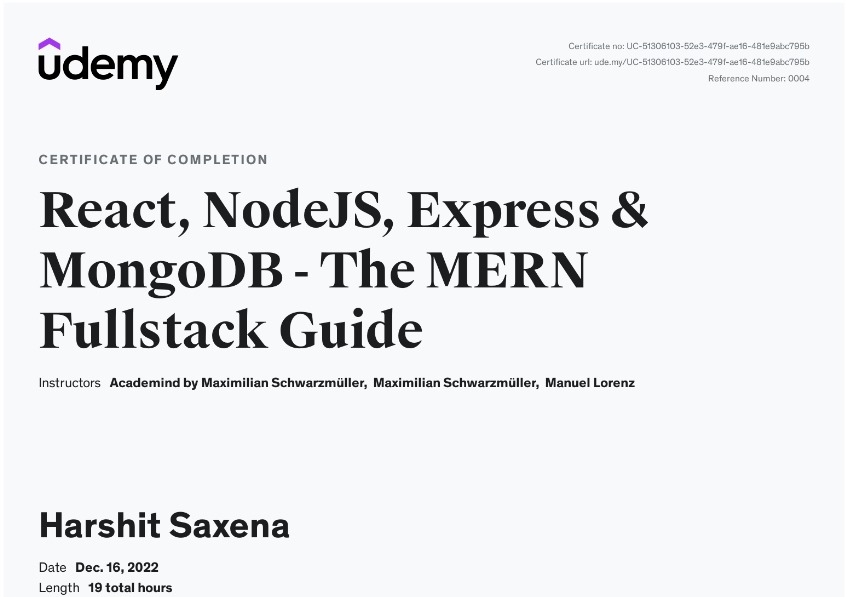 udemy
Certificate no: UC-51306103-52e3-479f-ae16-481e9abc795b
Certificate url: ude.my/UC-51306103-52e3-479f-ae16-481e9abc795b
Reference Number: 0004
CERTIFICATE OF COMPLETION
React, NodeJS, Express &
MongoDB - The MERN
Fullstack Guide
Instructors Academind by Maximilian Schwarzmüller, Maximilian Schwarzmüller, Manuel Lorenz
Harshit Saxena
Date Dec. 16, 2022
Length 19 total hours